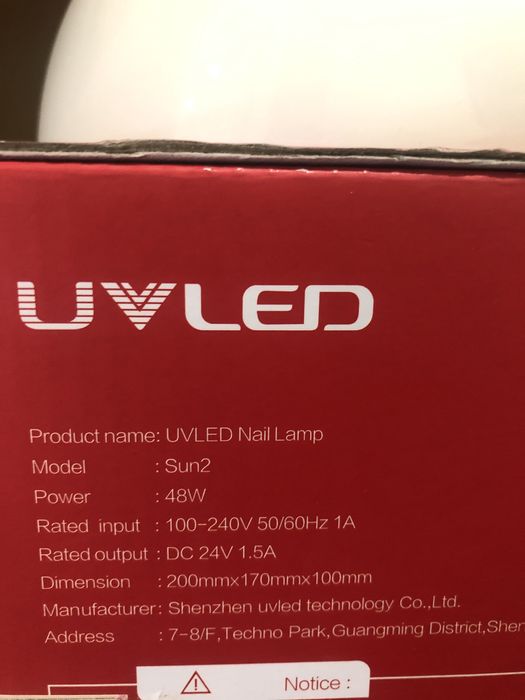 UVLED
Product name: UVLED Nail Lamp
Model : Sun2
Power : 48W
Rated input : 100-240V 50/60Hz 1A
Rated output : DC 24V 1.5A
Dimension : 200mmx170mmx100mm
Manufacturer: Shenzhen uvled technology Co.,Ltd.
Address : 7-8/F,Techno Park,Guangming District,Shen
Notice :